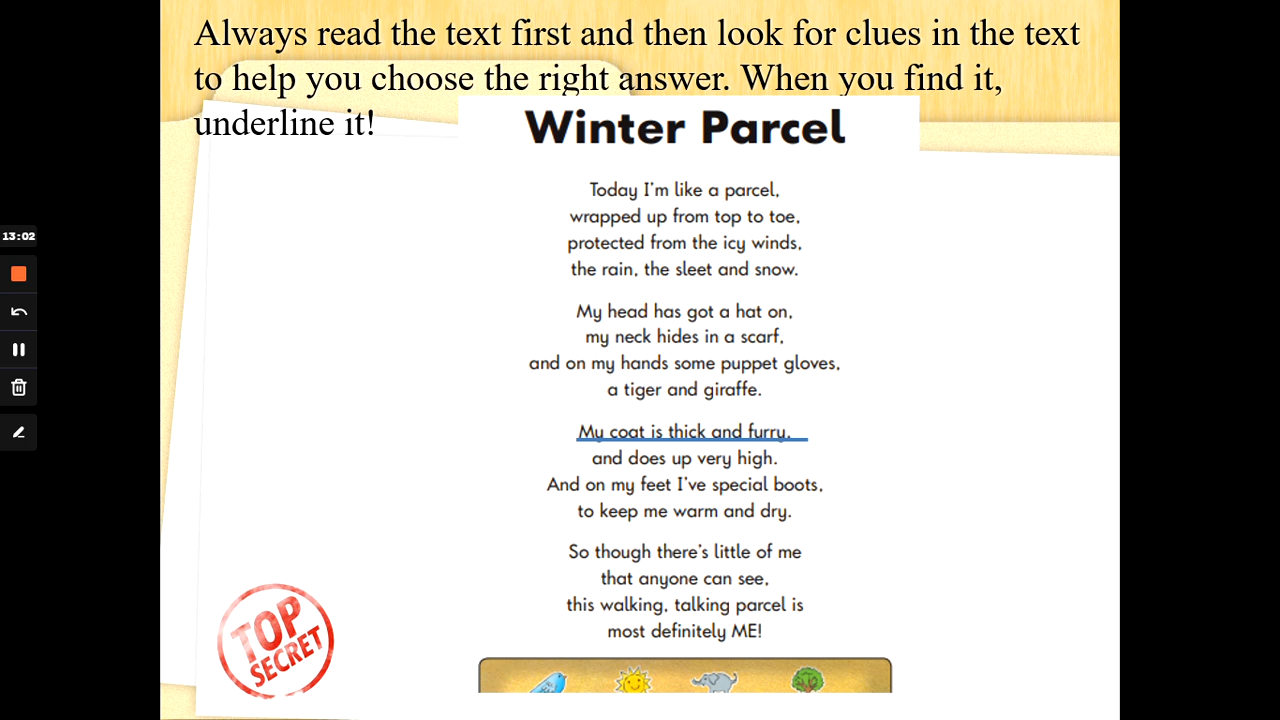 Always read the text first and then look for clues in the text
to help you choose the right answer. When you find it,
underline it!
Winter Parcel
Today I'm like a parcel,
wrapped up from top to toe,
protected from the icy winds,
the rain, the sleet and snow.
My head has got a hat on,
my neck hides in a scarf,
and on my hands some puppet gloves,
a tiger and giraffe.
My coat is thick and furry,
and does up very high.
And on my feet I've special boots,
to keep me warm and dry.
So though there's little of me
that anyone can see,
this walking, talking parcel is
most definitely ME!
13:02
TOP
SECRET